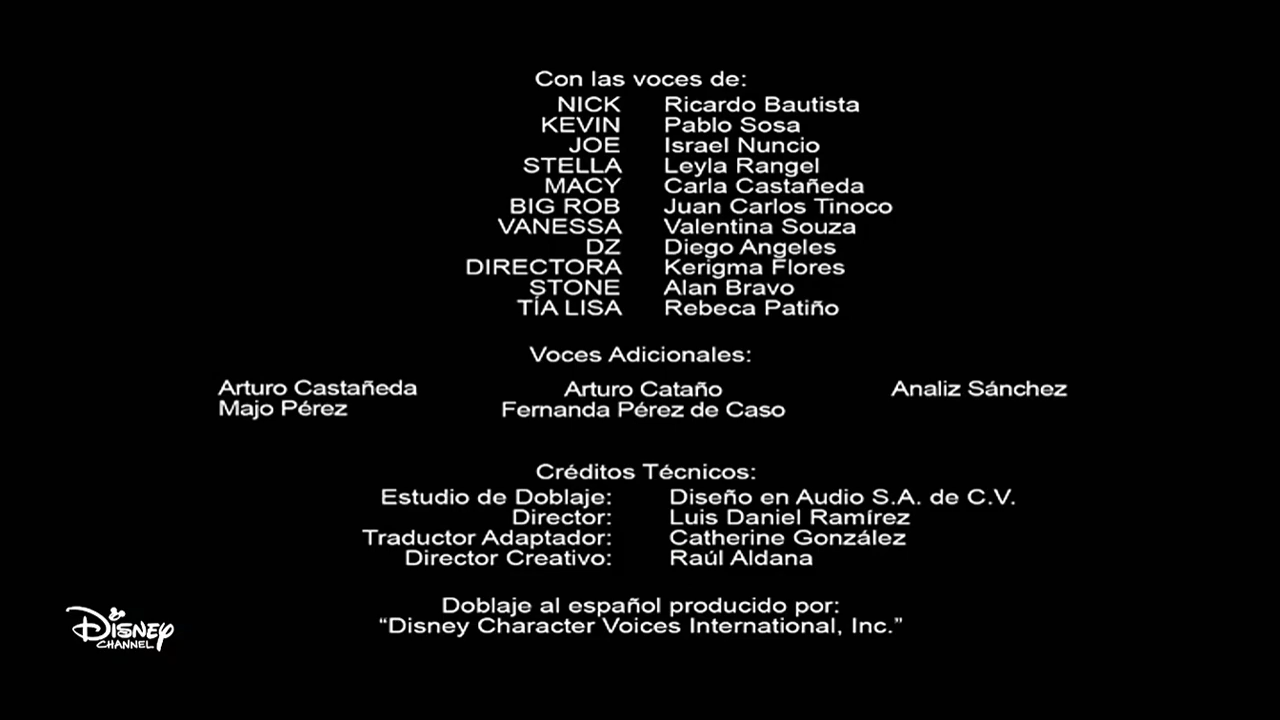 Con las voces de:
NICK Ricardo Bautista
KEVIN Pablo Sosa
JOE Israel Nuncio
STELLA Leyla Rangel
MACY Carla Castañeda
BIG ROB Juan Carlos Tinoco
VANESSA Valentina Souza
DZ Diego Angeles
DIRECTORA Kerigma Flores
STONE Alan Bravo
TÍA LISA Rebeca Patiño
Voces Adicionales:
Arturo Castañeda Arturo Cataño Analiz Sánchez
Majo Pérez Fernanda Pérez de Caso
Créditos Técnicos:
Estudio de Doblaje: Diseño en Audio S.A. de C.V.
Director: Luis Daniel Ramírez
Traductor Adaptador: Catherine González
Director Creativo: Raúl Aldana
Doblaje al español producido por:
“Disney Character Voices International, Inc.”
Disney
CHANNEL